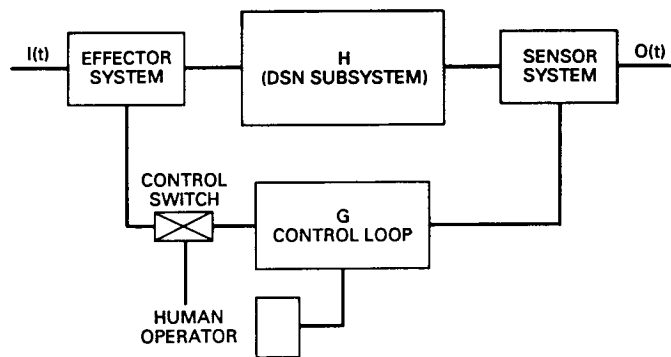 I(t)
EFFECTOR
SYSTEM
H
(DSN SUBSYSTEM)
SENSOR
SYSTEM
O(t)
CONTROL
SWITCH
G
CONTROL LOOP
HUMAN
OPERATOR